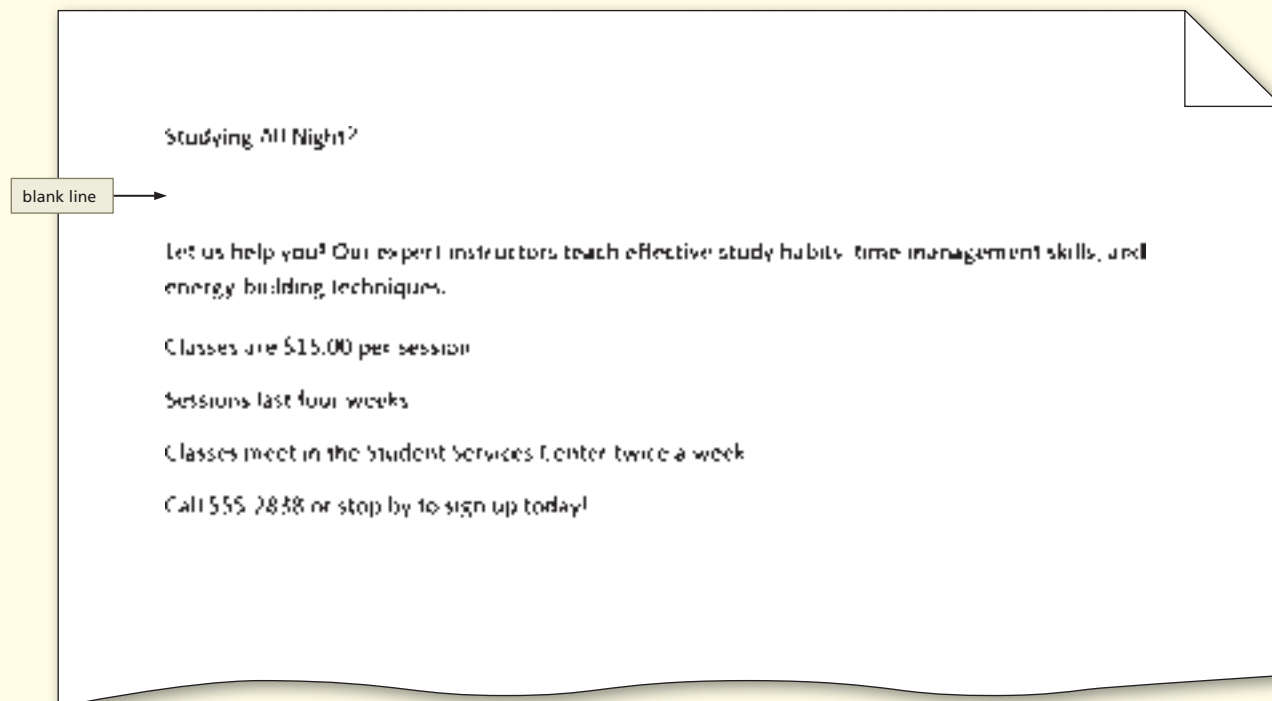 Studying All Night?
blank line
Let us help you! Our expert instructors teach effective study habits, time management skills, and
energy-building techniques.
Classes are $15.00 per session
Sessions last four weeks
Classes meet in the Student Services Center twice a week
Call 555-2838 or stop by to sign up today!